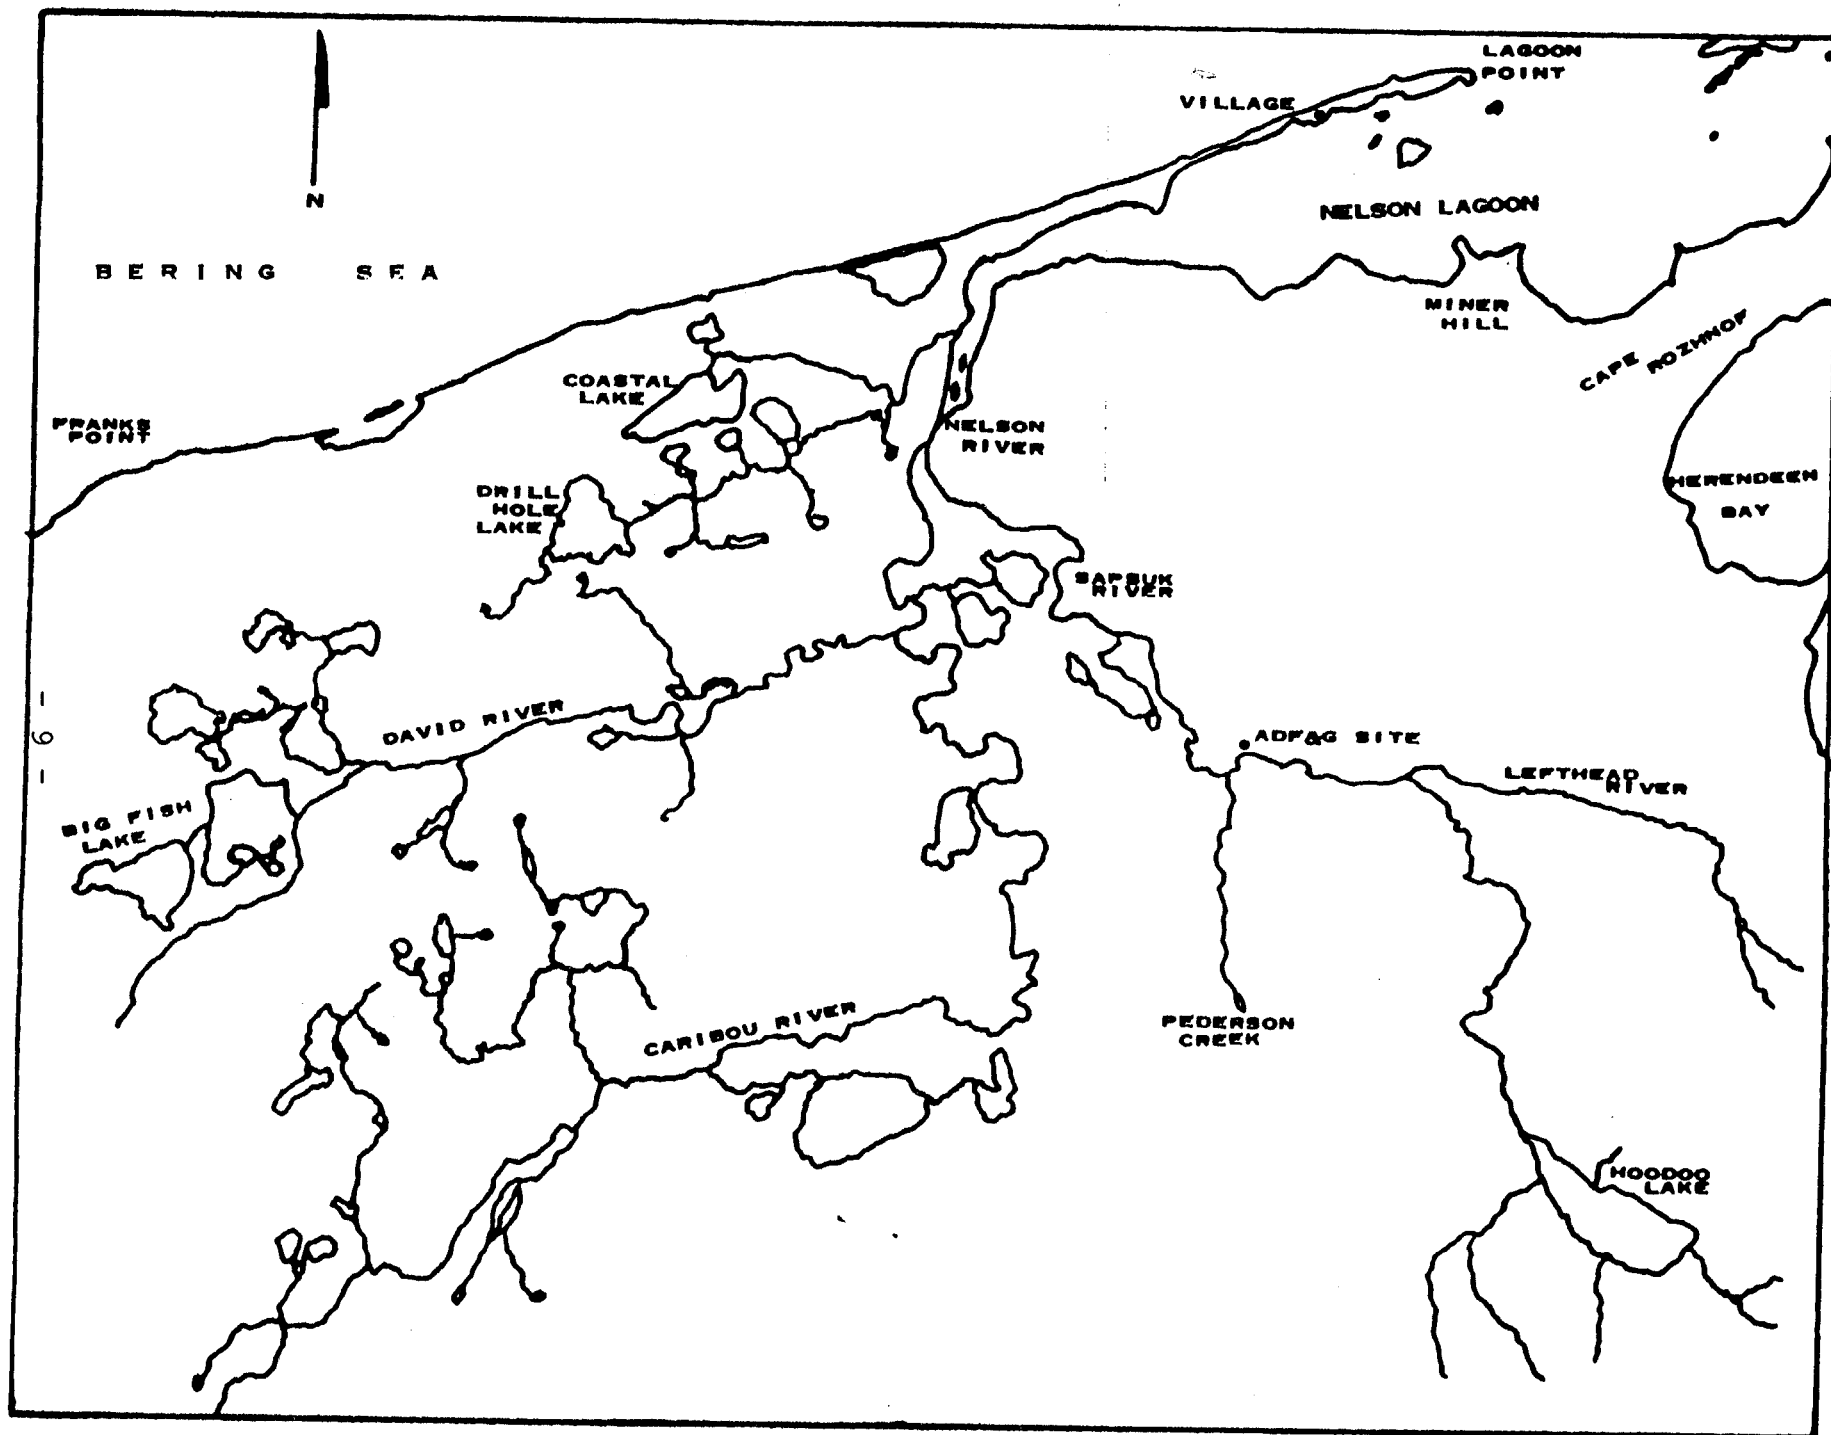 LAGOON
POINT
VILLAGE
N
NELSON LAGOON
BERING SEA
MINER
HILL
CAPE ROZHNOF
COASTAL
LAKE
FRANKS
POINT
NELSON
RIVER
HERENDEEN
BAY
DRILL
HOLE
LAKE
SAPSUK
RIVER
DAVID RIVER
ADF&G SITE
LEFTHEAD
RIVER
BIG FISH
LAKE
CARIBOU RIVER
PEDERSON
CREEK
HOODOO
LAKE
- 6 -